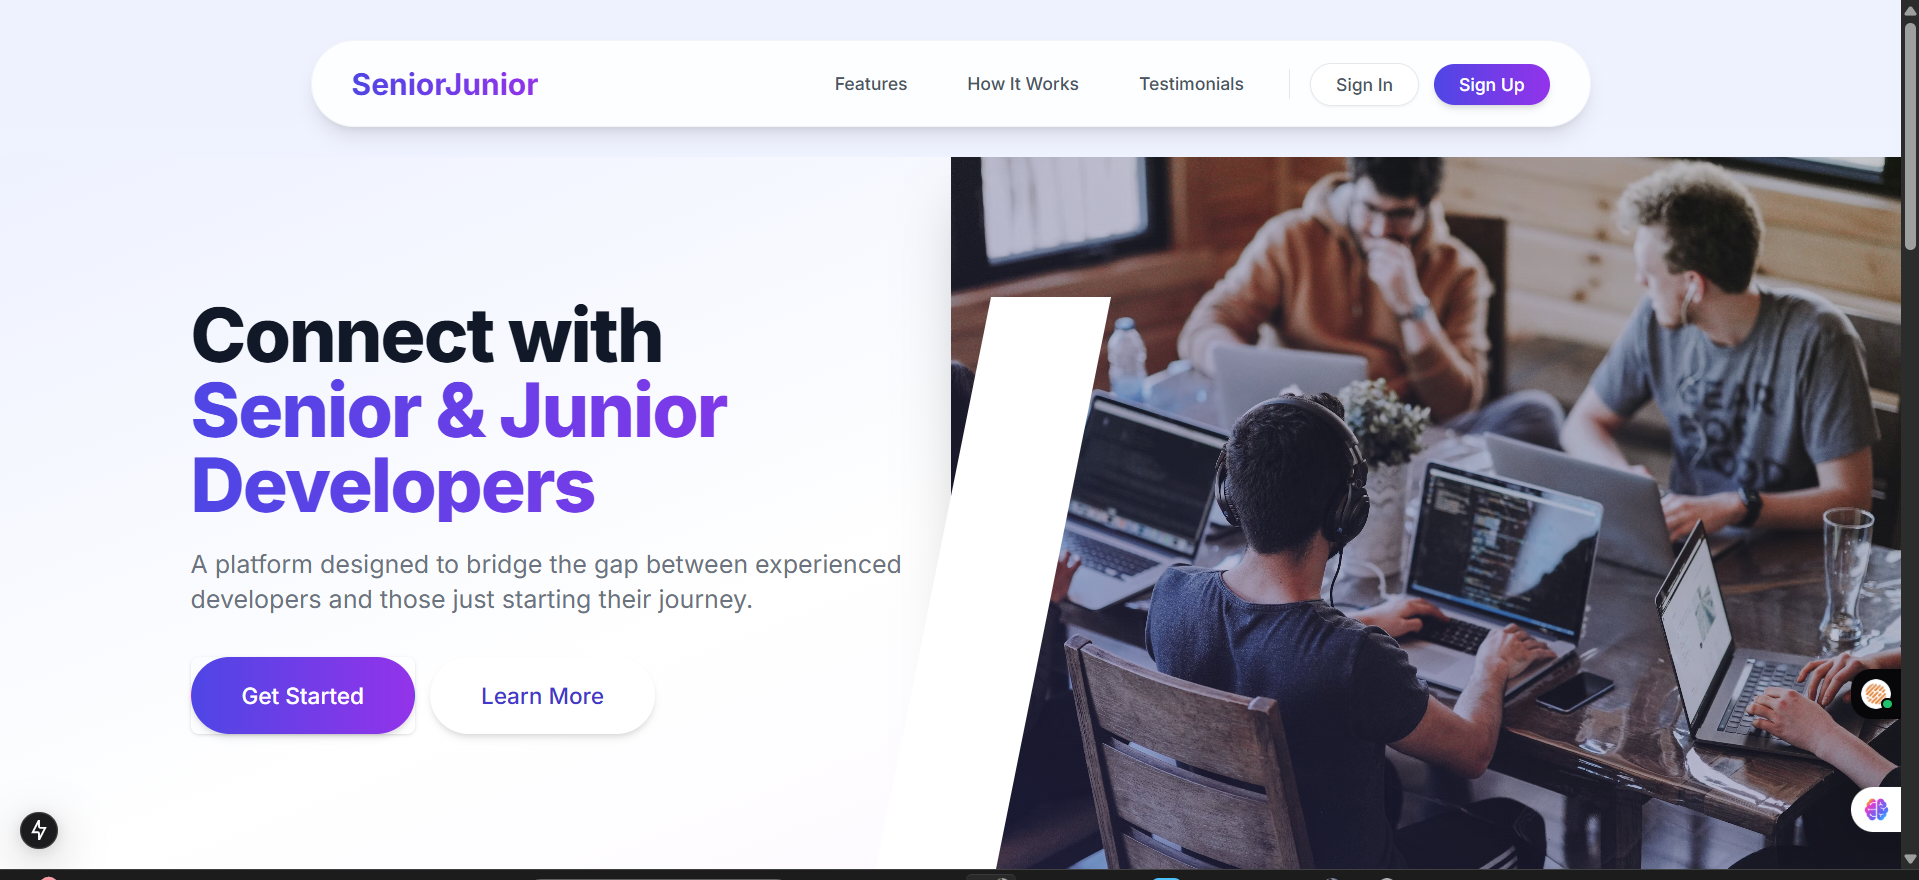 SeniorJunior
Features
How It Works
Testimonials
Sign In
Sign Up
Connect with
Senior & Junior
Developers
A platform designed to bridge the gap between experienced
developers and those just starting their journey.
Get Started
Learn More